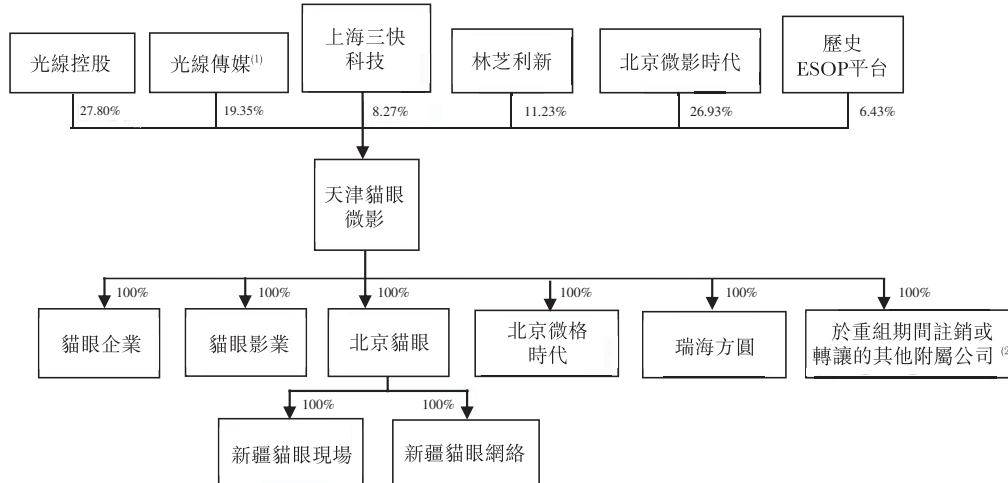 光線控股
光線傳媒(1)
上海三快
科技
林芝利新
北京微影時代
歷史
ESOP平台
27.80%
19.35%
8.27%
11.23%
26.93%
6.43%
天津貓眼
微影
100%
100%
100%
100%
100%
100%
貓眼企業
貓眼影業
北京貓眼
北京微格
時代
瑞海方圓
於重組期間註銷或
轉讓的其他附屬公司(2
100%
100%
新疆貓眼現場
新疆貓眼網絡